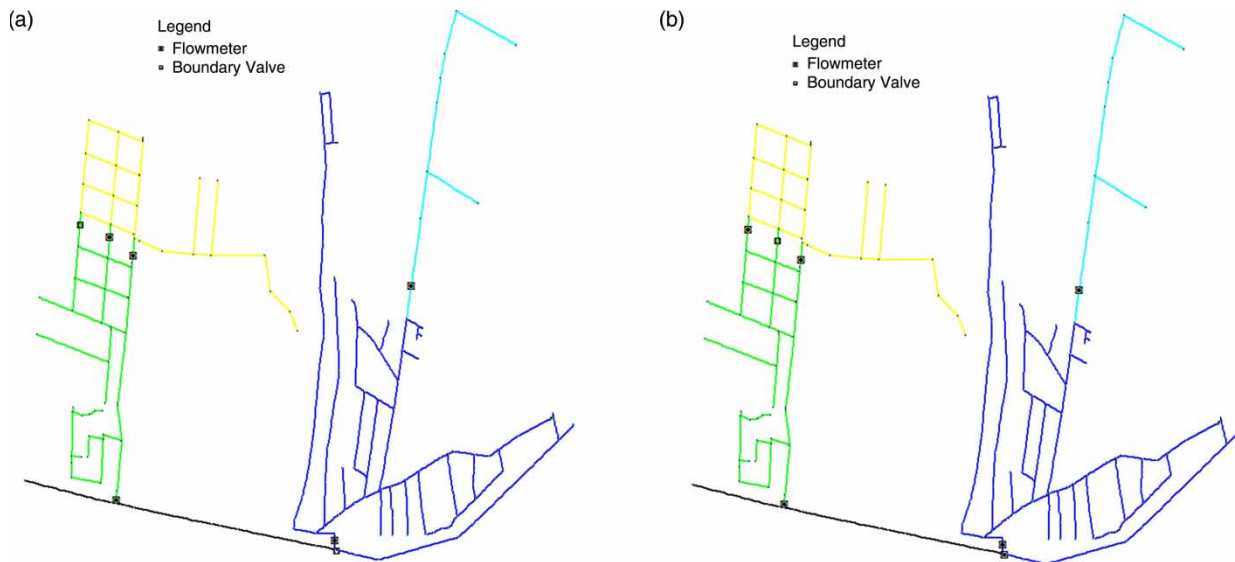 (a)
Legend
Flowmeter
Boundary Valve
(b)
Legend
Flowmeter
Boundary Valve